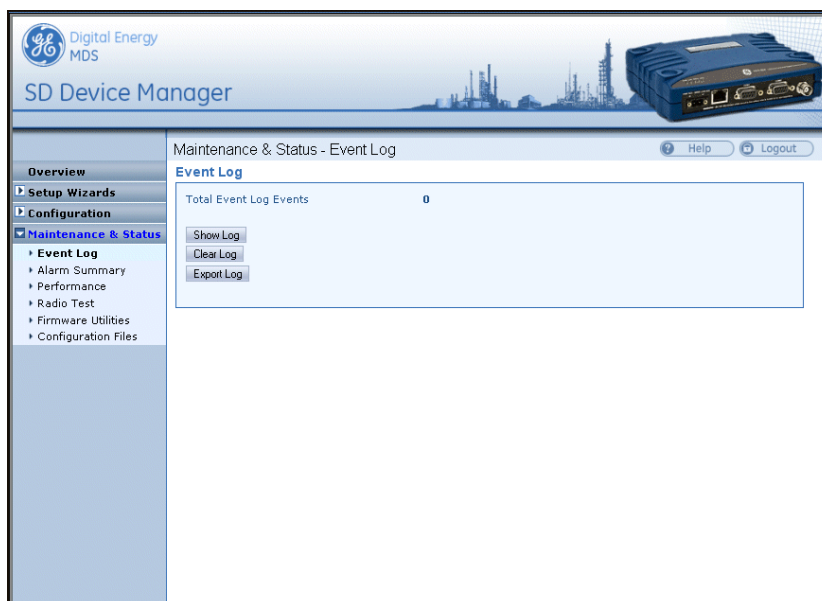 Digital Energy
MDS
SD Device Manager
Maintenance & Status - Event Log
Help
Logout
Overview
Setup Wizards
Configuration
Maintenance & Status
Event Log
Alarm Summary
Performance
Radio Test
Firmware Utilities
Configuration Files
Event Log
Total Event Log Events 0
Show Log
Clear Log
Export Log